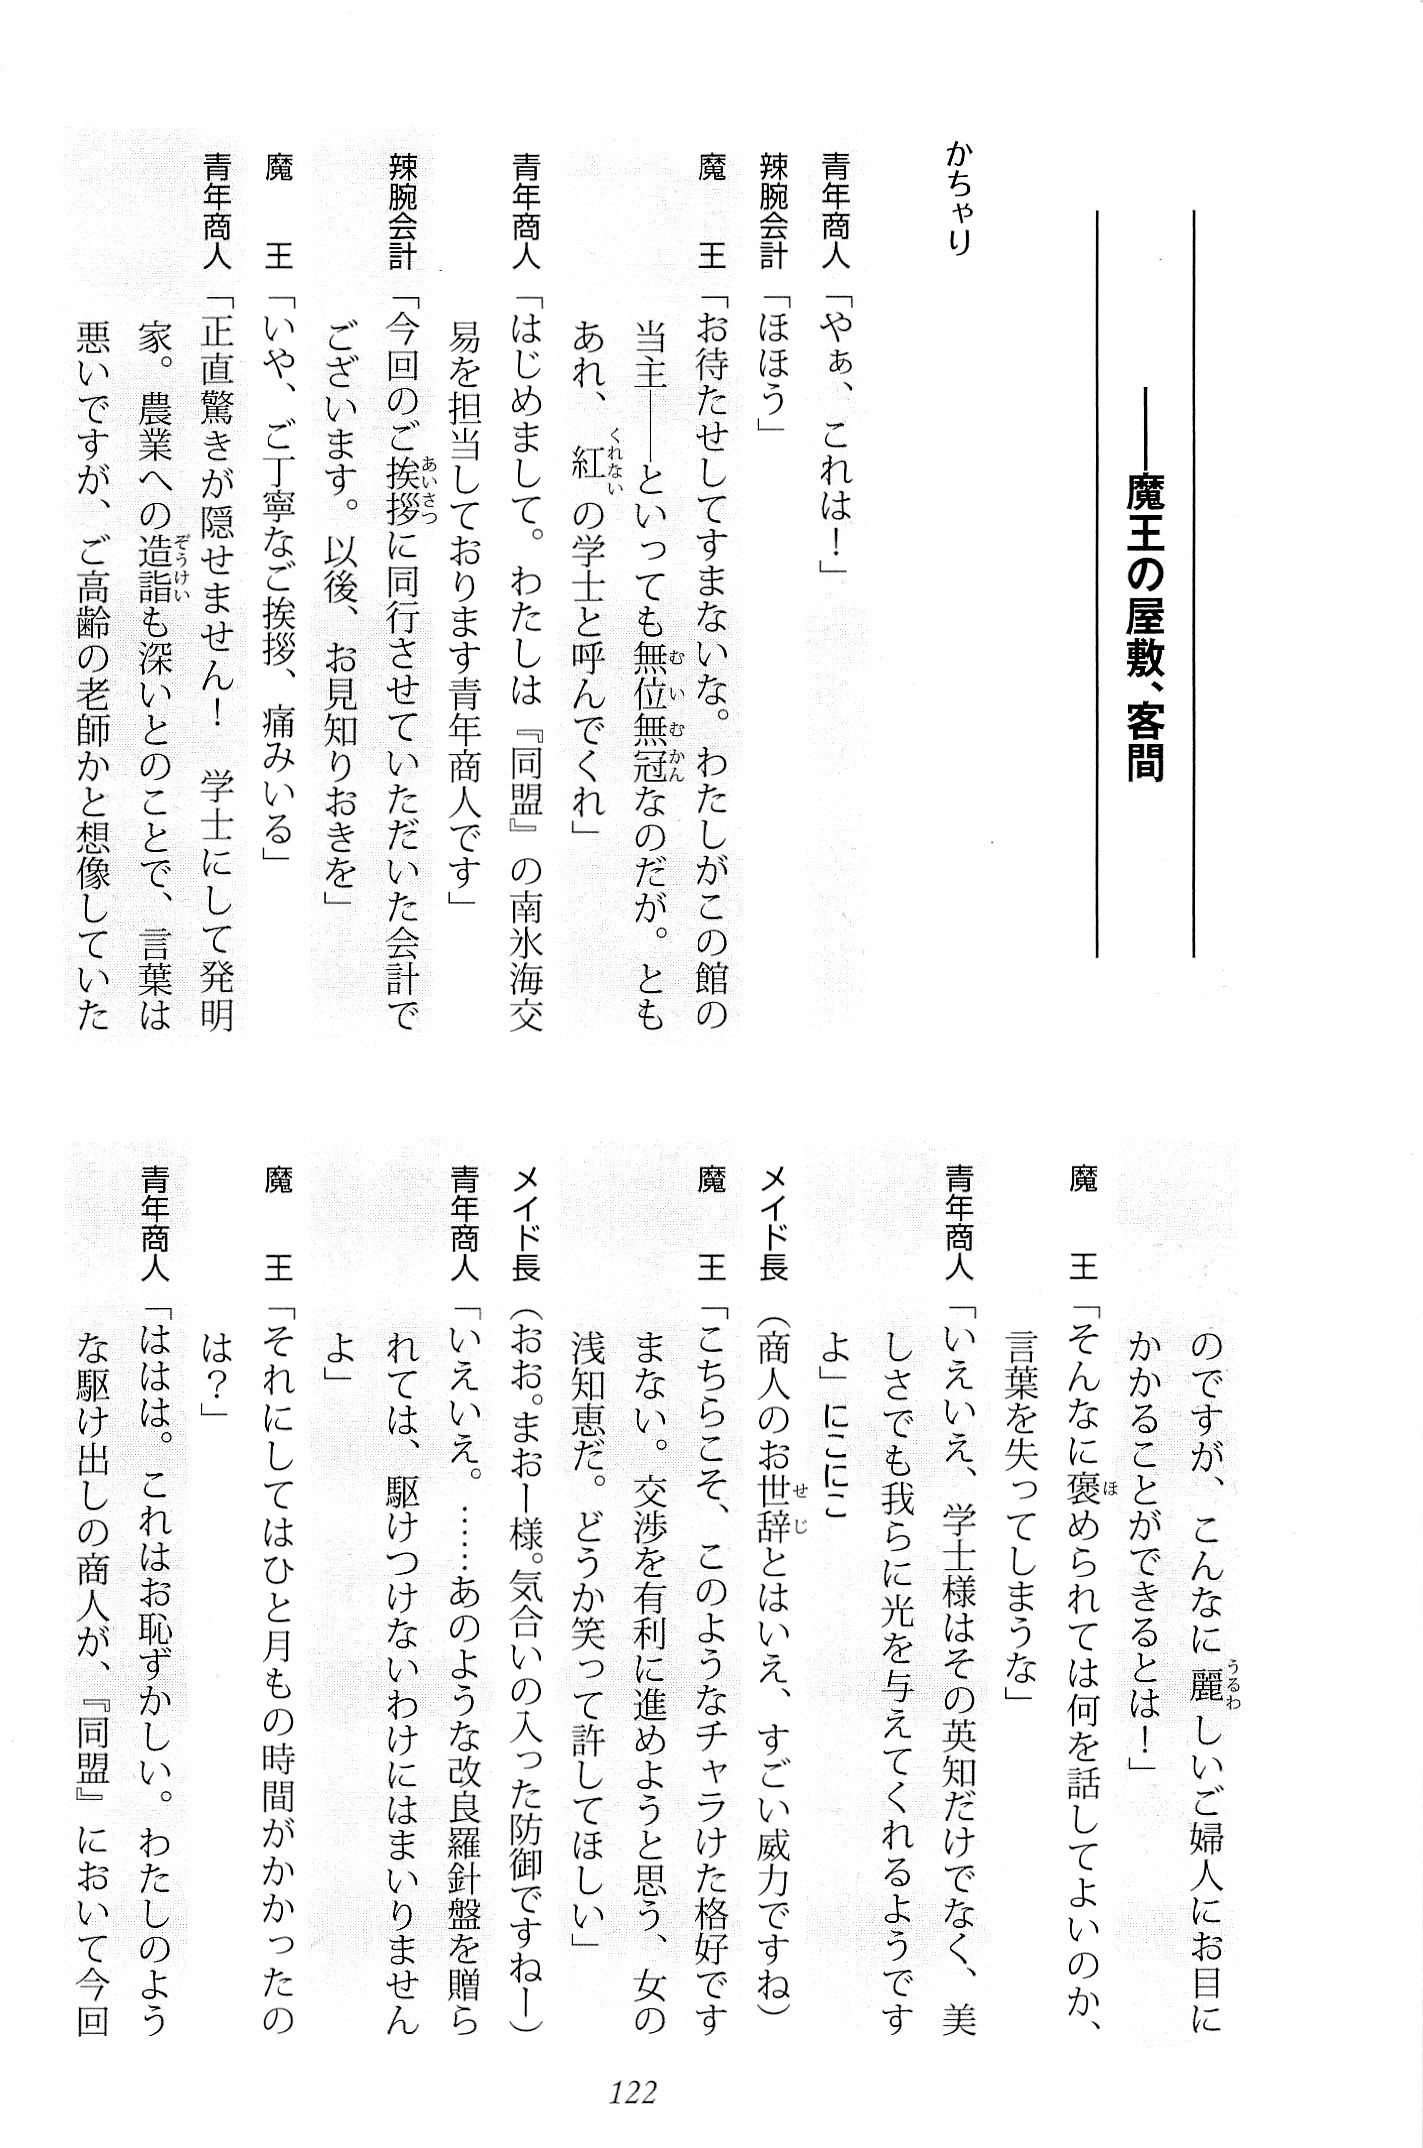 ――魔王の屋敷、客間
かちゃり
青年商人「やぁ、これは！」
辣腕会計「ほほう」
魔　　王「お待たせしてすまないな。わたしがこの館の
当主――といっても無位無冠なのだが。とも
あれ、紅の学士と呼んでくれ」
青年商人「はじめまして。わたしは『同盟』の南氷海交
易を担当しております青年商人です」
辣腕会計「今回のご挨拶に同行させていただいた会計で
ございます。以後、お見知りおきを」
魔　　王「いや、ご丁寧なご挨拶、痛みいる」
青年商人「正直驚きが隠せません！　学士にして発明
家。農業への造詣も深いとのことで、言葉は
悪いですが、ご高齢の老師かと想像していた
のですが、こんなに麗しいご婦人にお目に
かかることができるとは！」
魔　　王「そんなに褒められては何を話してよいのか、
言葉を失ってしまうな」
青年商人「いえいえ、学士様はその英知だけでなく、美
しさでも我らに光を与えてくれるようです
よ」にこにこ
メイド長（商人のお世辞とはいえ、すごい威力ですね）
魔　　王「こちらこそ、このようなチャラけた格好です
まない。交渉を有利に進めようと思う、女の
浅知恵だ。どうか笑って許してほしい」
メイド長（おお。まおー様。気合いの入った防御ですねー）
青年商人「いえいえ。……あのような改良羅針盤を贈ら
れては、駆けつけないわけにはまいりません
よ」
魔　　王「それにしてはひと月もの時間がかかったの
は？」
青年商人「ははは。これはお恥ずかしい。わたしのよう
な駆け出しの商人が、『同盟』において今回
122